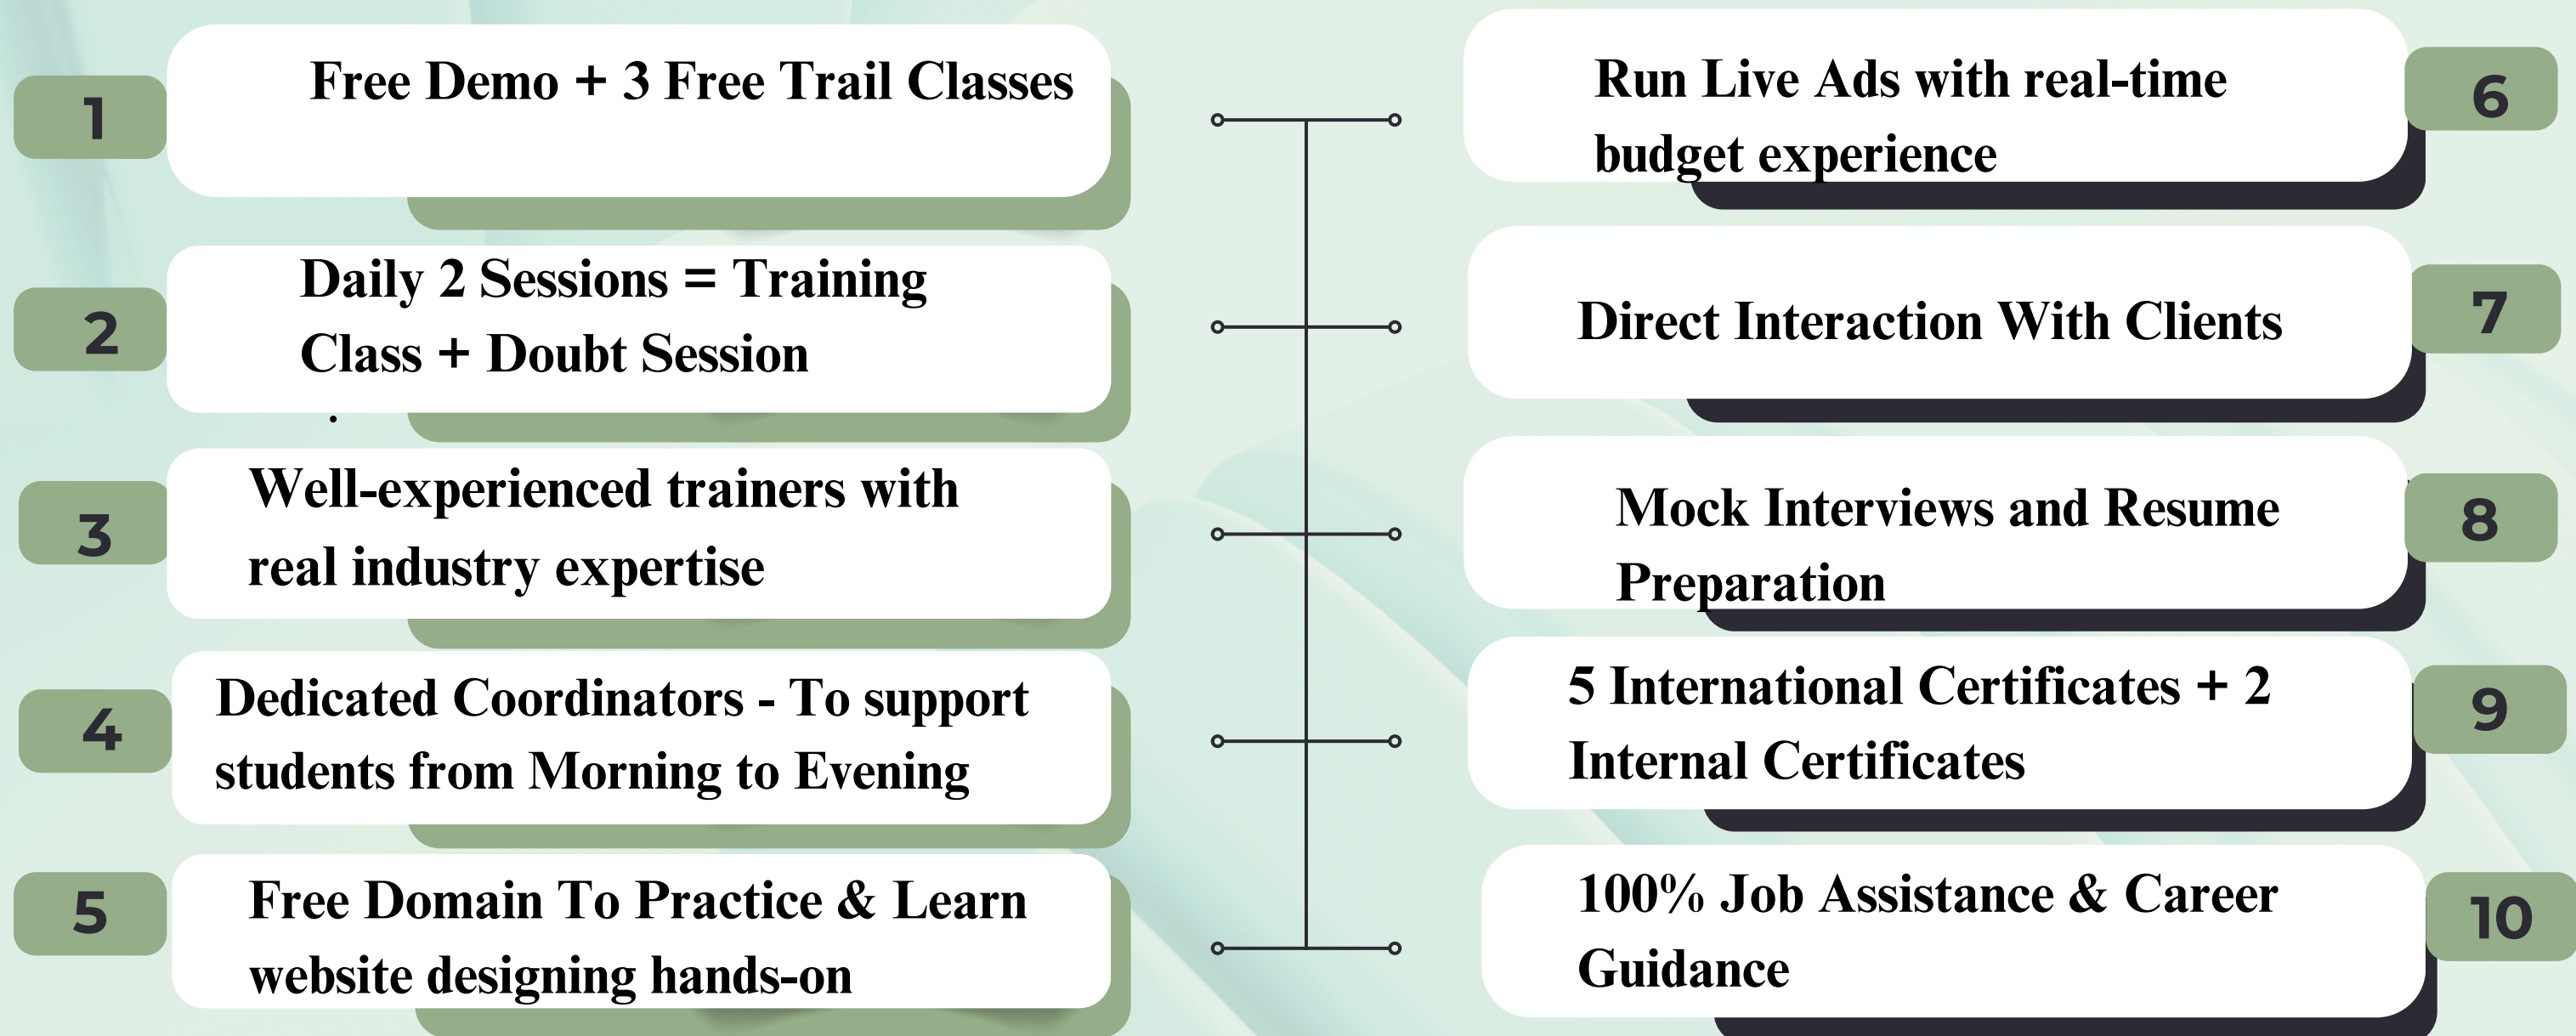 1
Free Demo + 3 Free Trail Classes
2
Daily 2 Sessions = Training
Class + Doubt Session
.
3
Well-experienced trainers with
real industry expertise
4
Dedicated Coordinators - To support
students from Morning to Evening
5
Free Domain To Practice & Learn
website designing hands-on
6
Run Live Ads with real-time
budget experience
7
Direct Interaction With Clients
8
Mock Interviews and Resume
Preparation
9
5 International Certificates + 2
Internal Certificates
10
100% Job Assistance & Career
Guidance